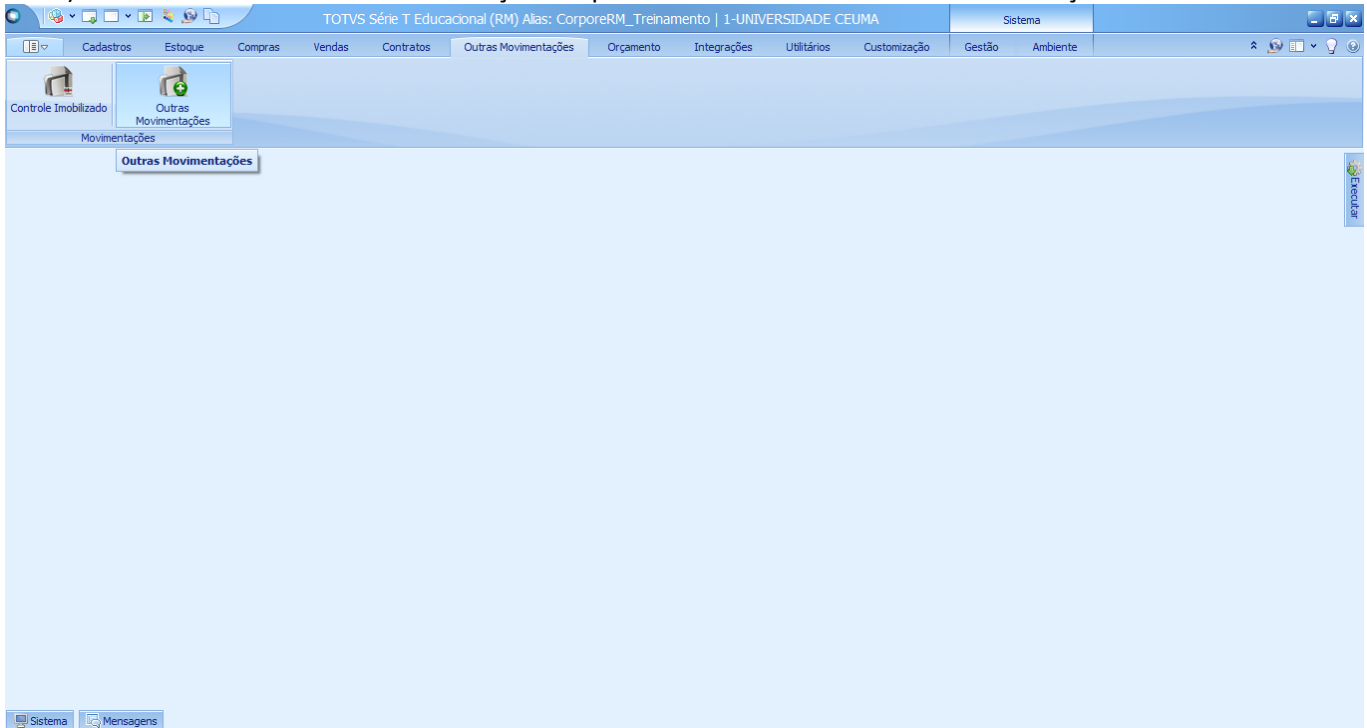 TOTVS Série T Educacional (RM) Alias: CorporeRM_Treinamento | 1-UNIVERSIDADE CEUMA
Sistema
Cadastros Estoque Compras Vendas Contratos Outras Movimentações Orçamento Integrações Utilitários Customização Gestão Ambiente
Controle Imobilizado
Outras
Movimentações
Movimentações
Outras Movimentações
Executar
Sistema Mensagens